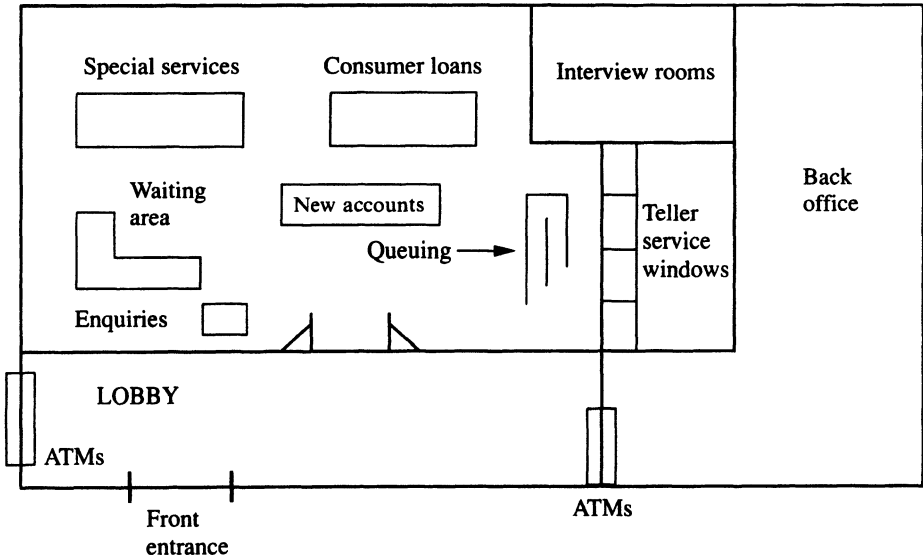 Special services
Consumer loans
Interview rooms
Waiting
area
New accounts
Back
office
Teller
service
windows
Queuing
Enquiries
LOBBY
ATMs
ATMs
Front
entrance